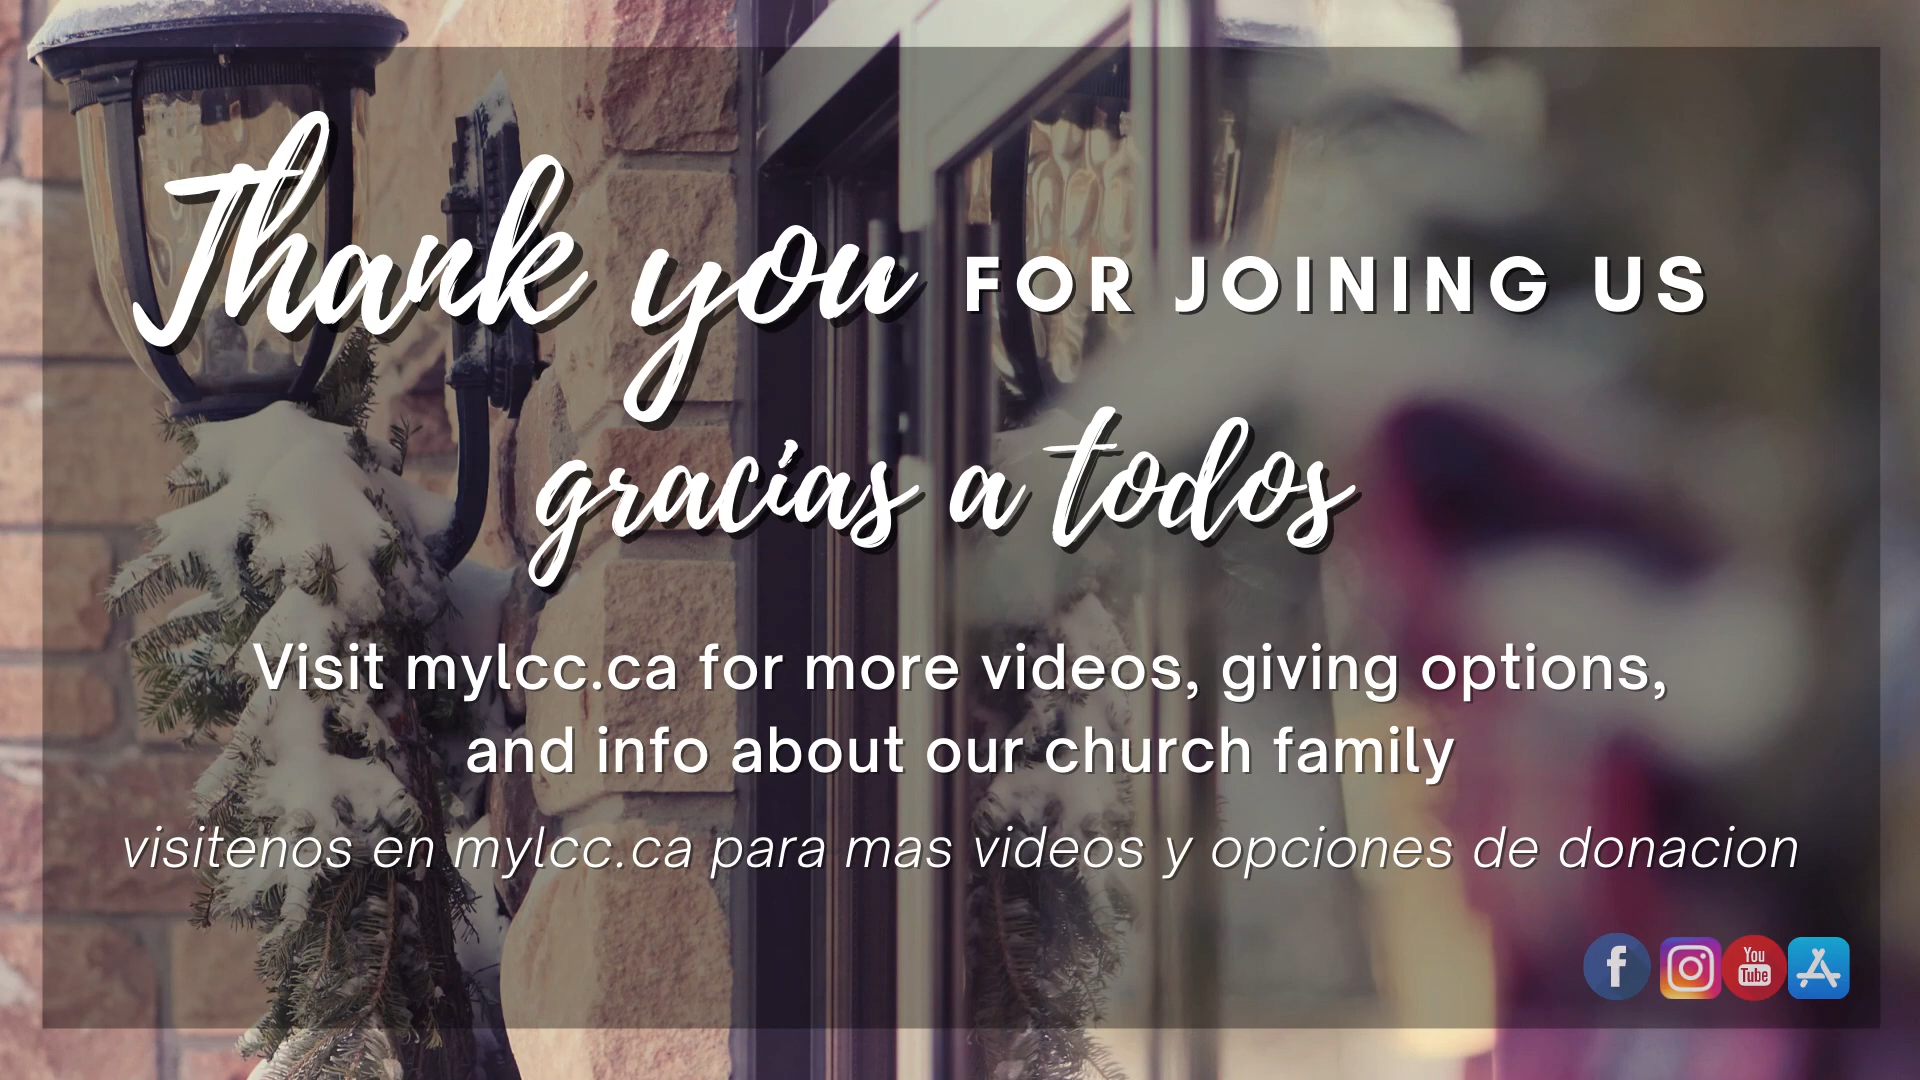 Thank you FOR JOINING US
gracias a todos
Visit mylcc.ca for more videos, giving options,
and info about our church family
visitenos en mylcc.ca para mas videos y opciones de donacion
f
You
Tube